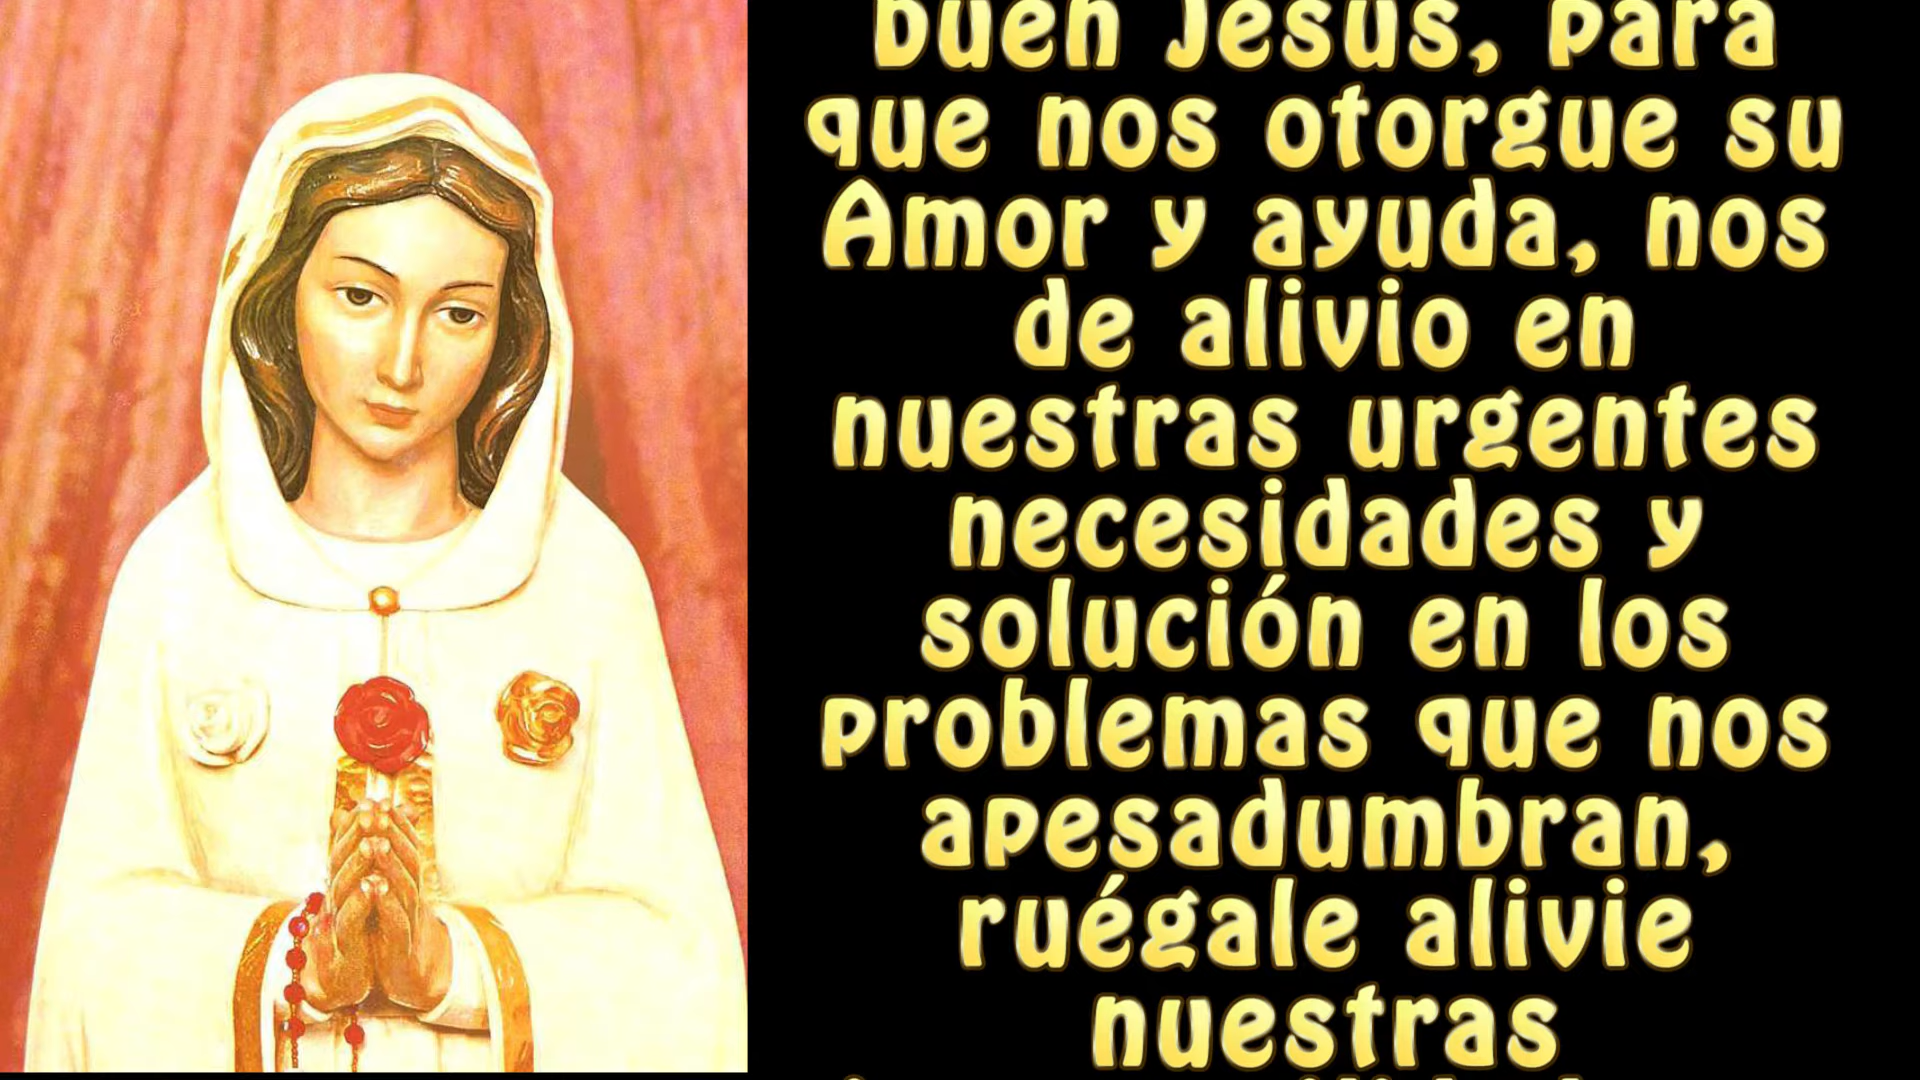 buen Jesús, para
que nos otorgue su
Amor y ayuda, nos
de alivio en
nuestras urgentes
necesidades y
solución en los
problemas que nos
apesadumbran,
ruégale alivie
nuestras